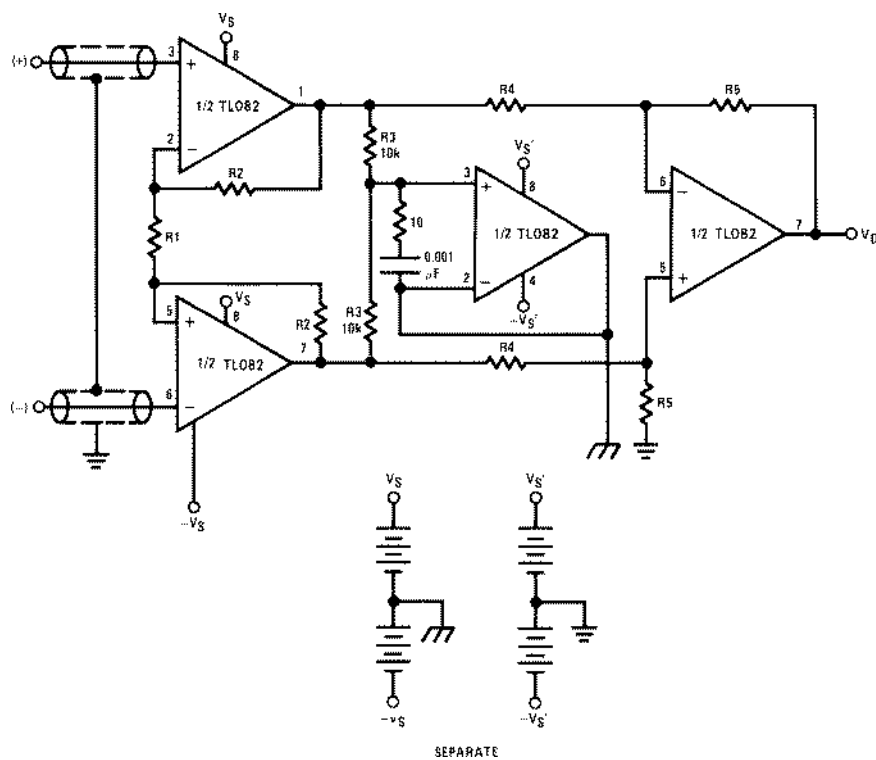 VS
(+)
3
+
8
1/2 TL082
1
R4
R5
2
−
R3
10k
VS'
R2
3
+
8
6
−
R1
10
1/2 TL082
1/2 TL082
7
VO
0.001
μF
2
−
4
−VS'
5
+
VS
8
5
+
R2
R3
10k
1/2 TL082
7
R4
(−)
6
−
R5
−VS
VS
VS'
−VS
−VS'
SEPARATE